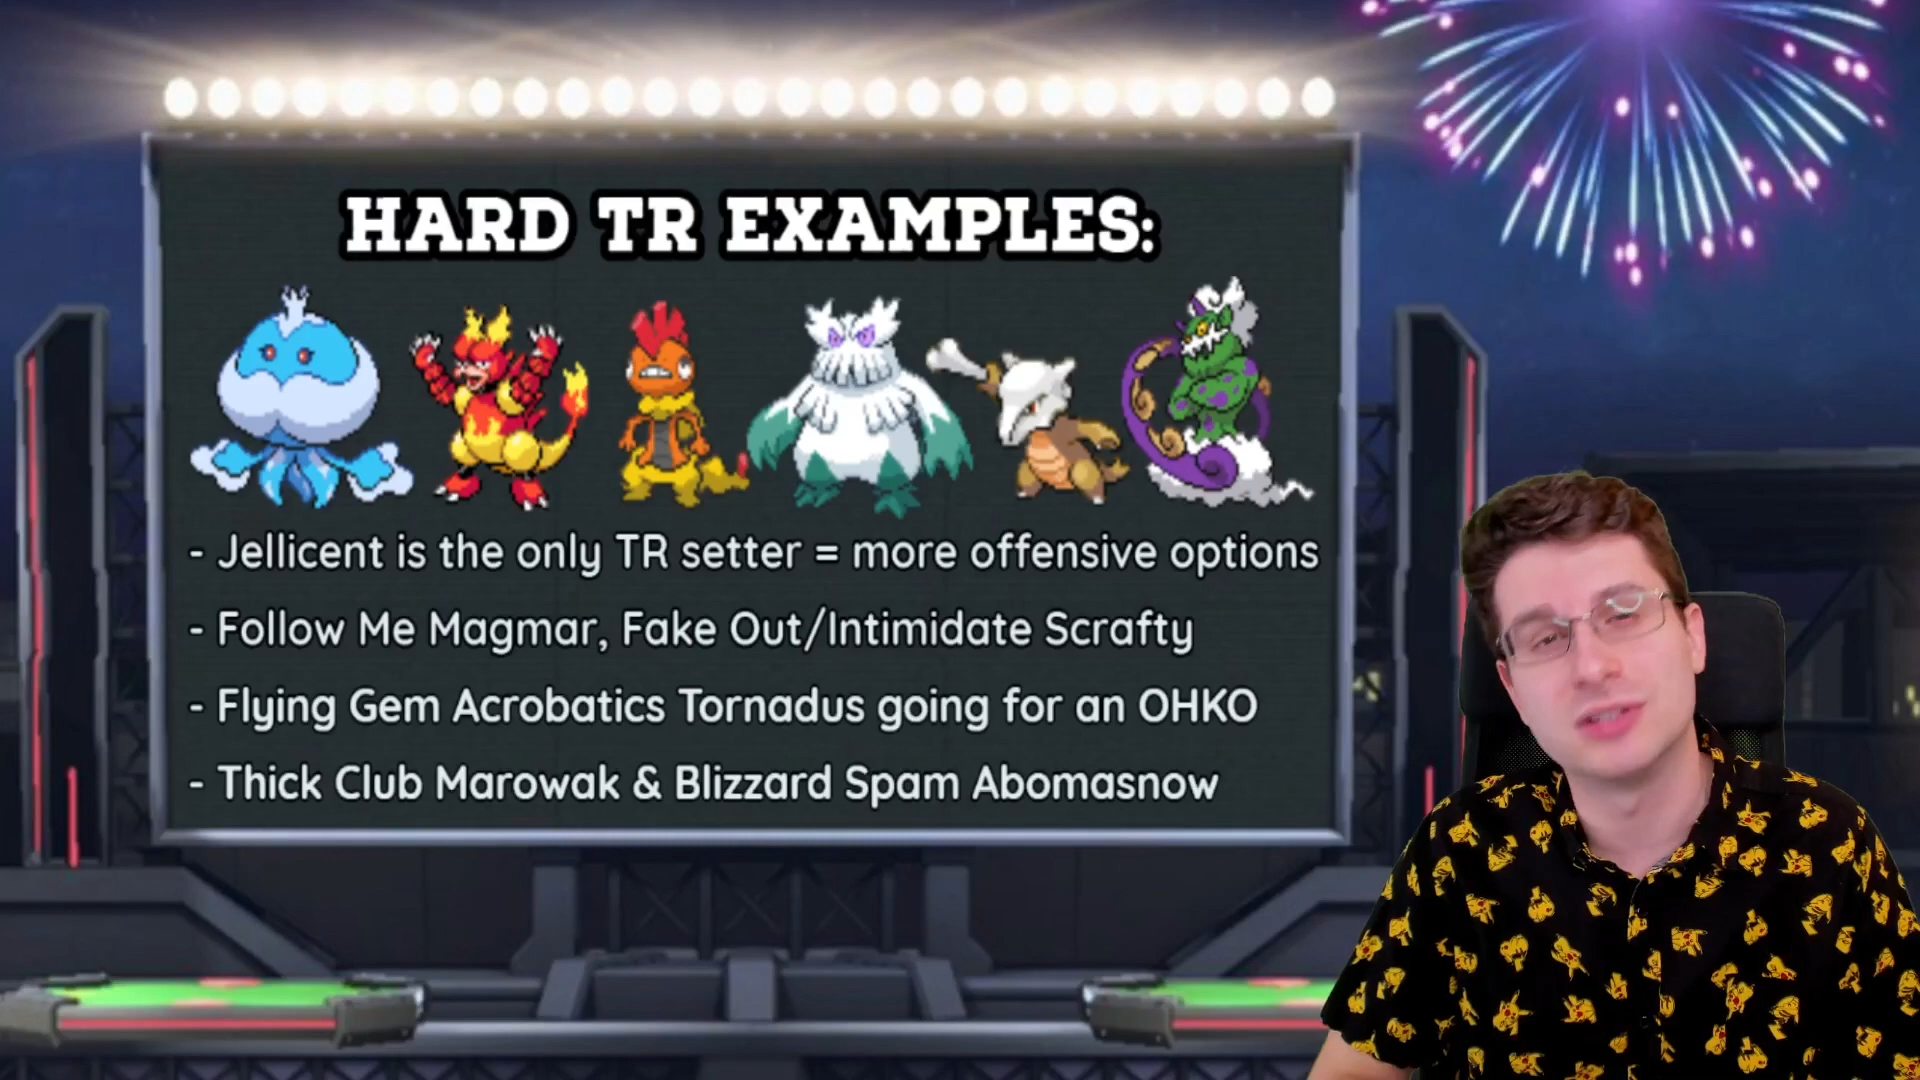 HARD TR EXAMPLES:
- Jellicent is the only TR setter = more offensive options
- Follow Me Magmar, Fake Out/Intimidate Scrafty
- Flying Gem Acrobatics Tornadus going for an OHKO
- Thick Club Marowak & Blizzard Spam Abomasnow